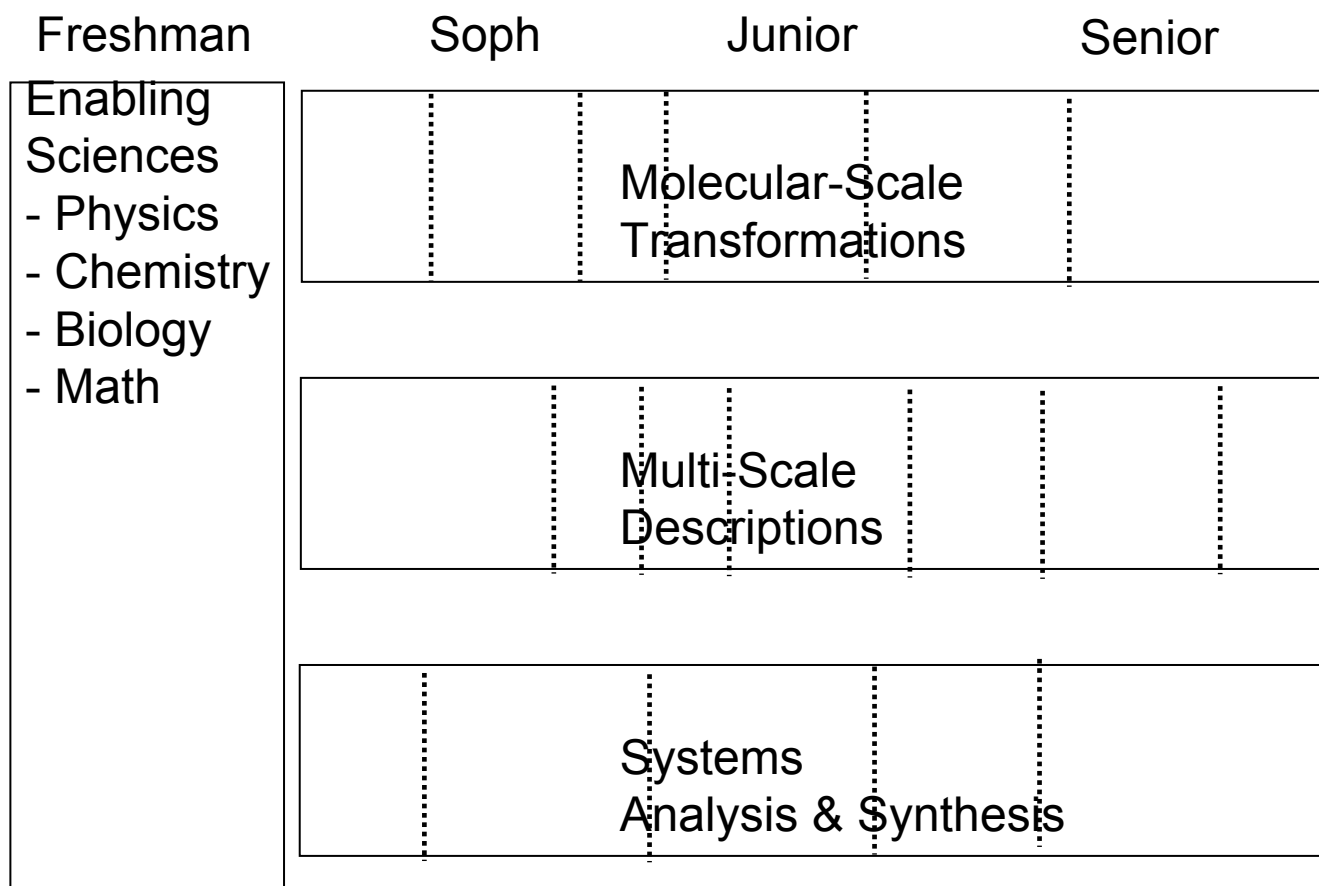 Freshman Soph Junior Senior
Enabling
Sciences
- Physics
- Chemistry
- Biology
- Math
Molecular-Scale
Transformations
Multi-Scale
Descriptions
Systems
Analysis & Synthesis